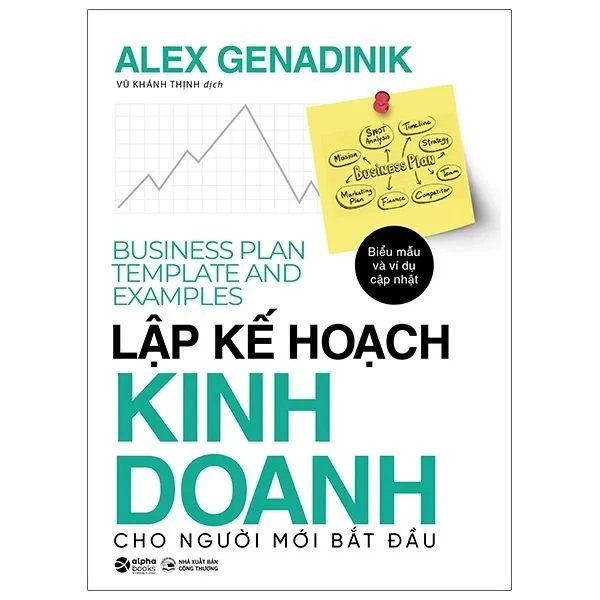 ALEX GENADINIK
VŨ KHÁNH THỊNH dịch
SWOT
Analysis
Timeline
Mission
Strategy
Business Plan
Team
Marketing
Plan
Finance
Competitor
BUSINESS PLAN
TEMPLATE AND
EXAMPLES
Biểu mẫu
và ví dụ
cập nhật
LẬP KẾ HOẠCH
KINH
DOANH
CHO NGƯỜI MỚI BẮT ĐẦU
alpha
books
NHÀ XUẤT BẢN
CÔNG THƯƠNG